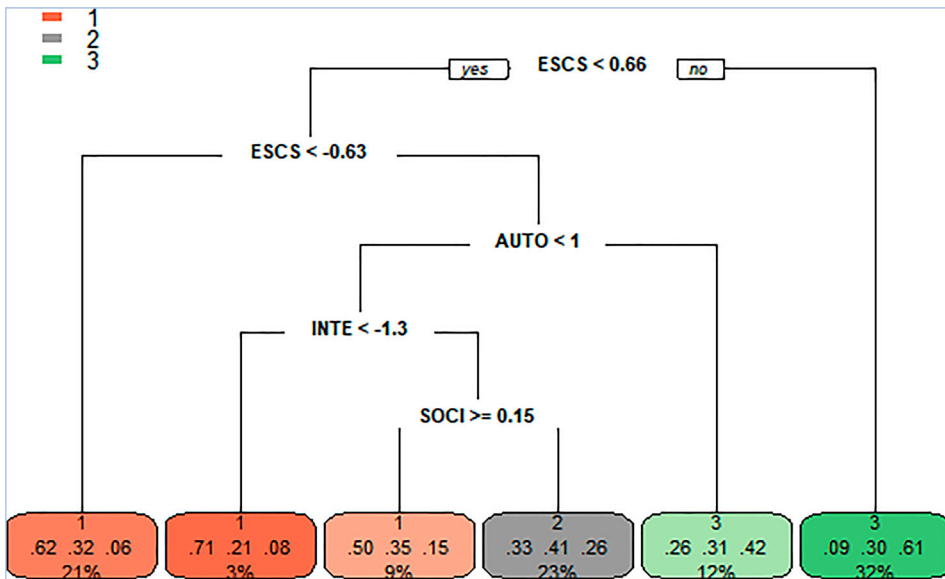 1
2
3
yes ESCS < 0.66 no
ESCS < -0.63
AUTO < 1
INTE < -1.3
SOCI >= 0.15
1 1 1 2 3 3
.62 .32 .06 .71 .21 .08 .50 .35 .15 .33 .41 .26 .26 .31 .42 .09 .30 .61
21% 3% 9% 23% 12% 32%